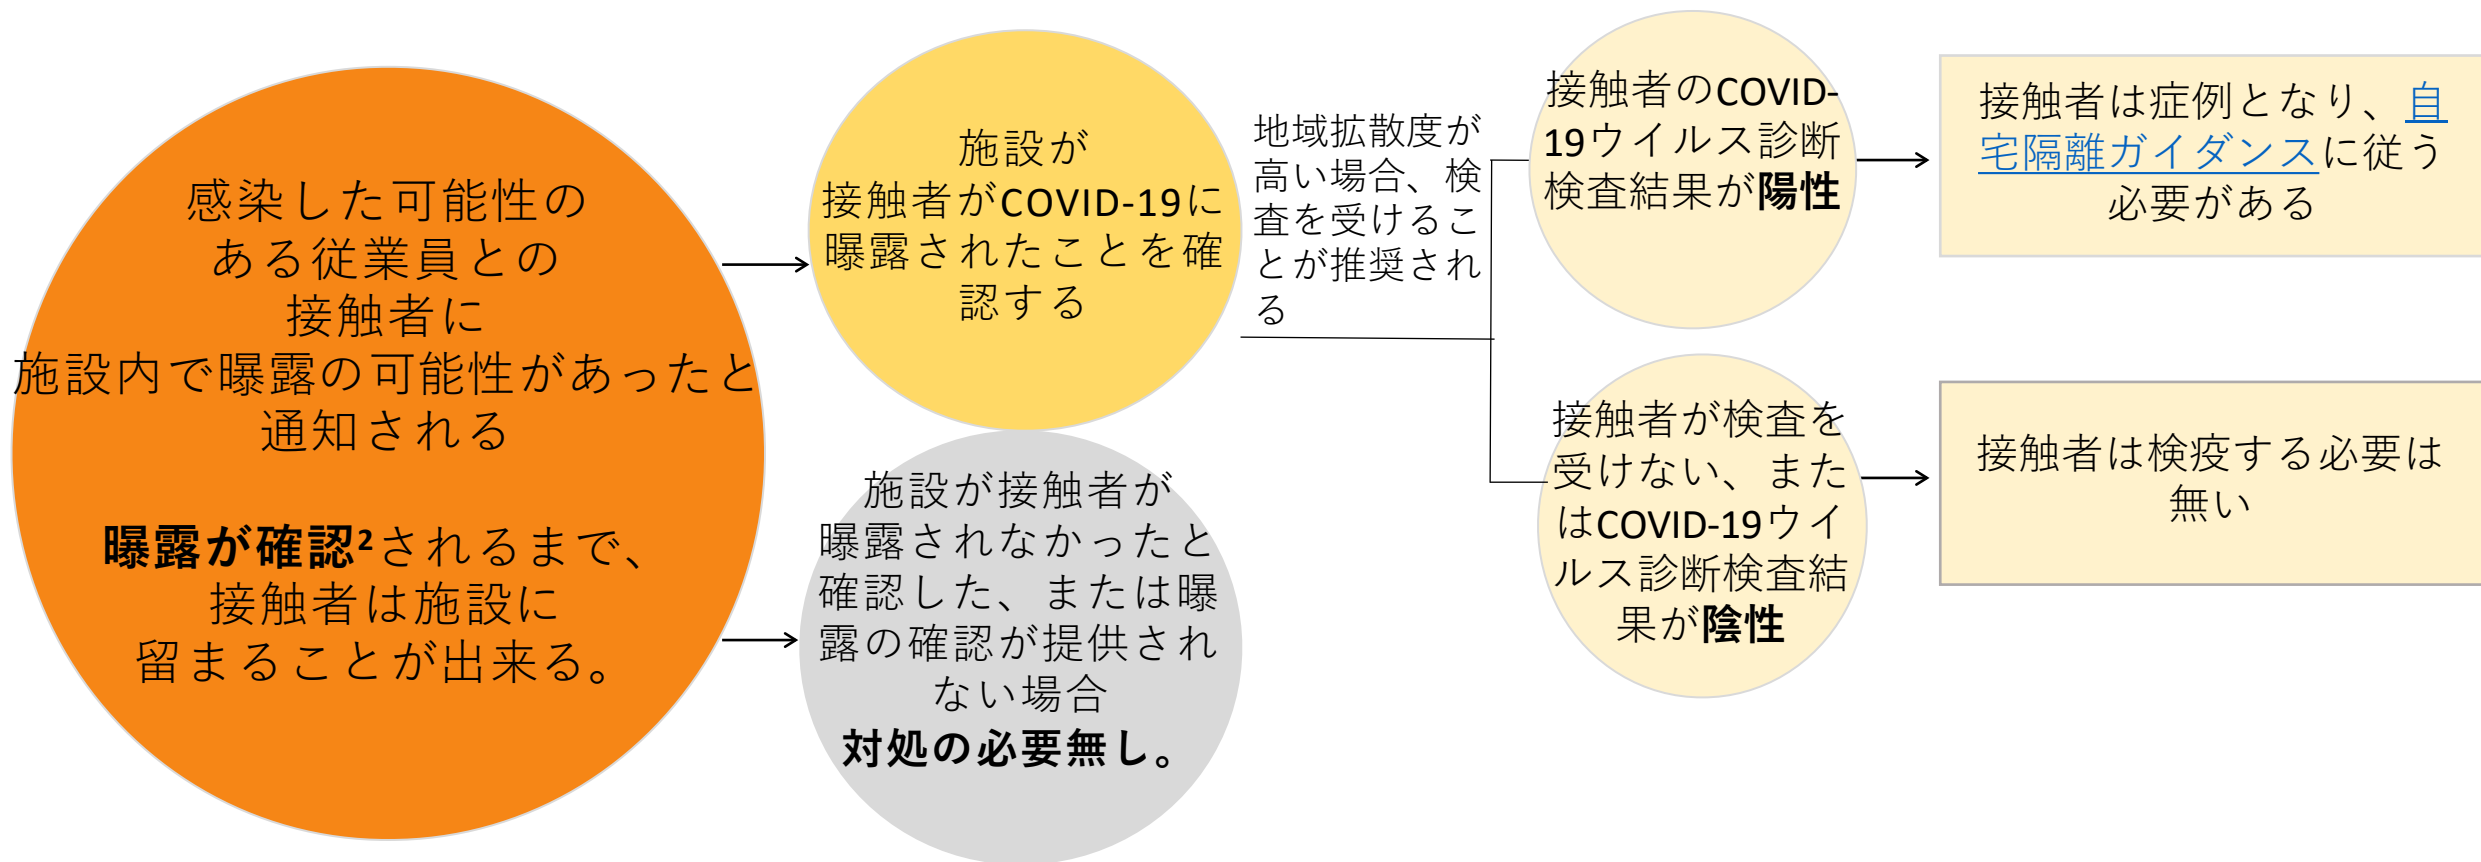 感染した可能性の
ある従業員との
接触者に
施設内で曝露の可能性があったと
通知される
曝露が確認²されるまで、
接触者は施設に
留まることが出来る。
施設が
接触者がCOVID-19に
曝露されたことを確
認する
施設が接触者が
曝露されなかったと
確認した、または曝
露の確認が提供され
ない場合
対処の必要無し。
地域拡散度が
高い場合、検
査を受けるこ
とが推奨され
る
接触者のCOVID-
19ウイルス診断
検査結果が陽性
接触者は症例となり、自
宅隔離ガイダンスに従う
必要がある
接触者が検査を
受けない、また
はCOVID-19ウイ
ルス診断検査結
果が陰性
接触者は検疫する必要は
無い